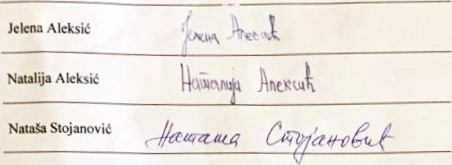 Jelena Aleksić Јелена Алексић
Natalija Aleksić Наталија Алексић
Nataša Stojanović Наташа Стојановић